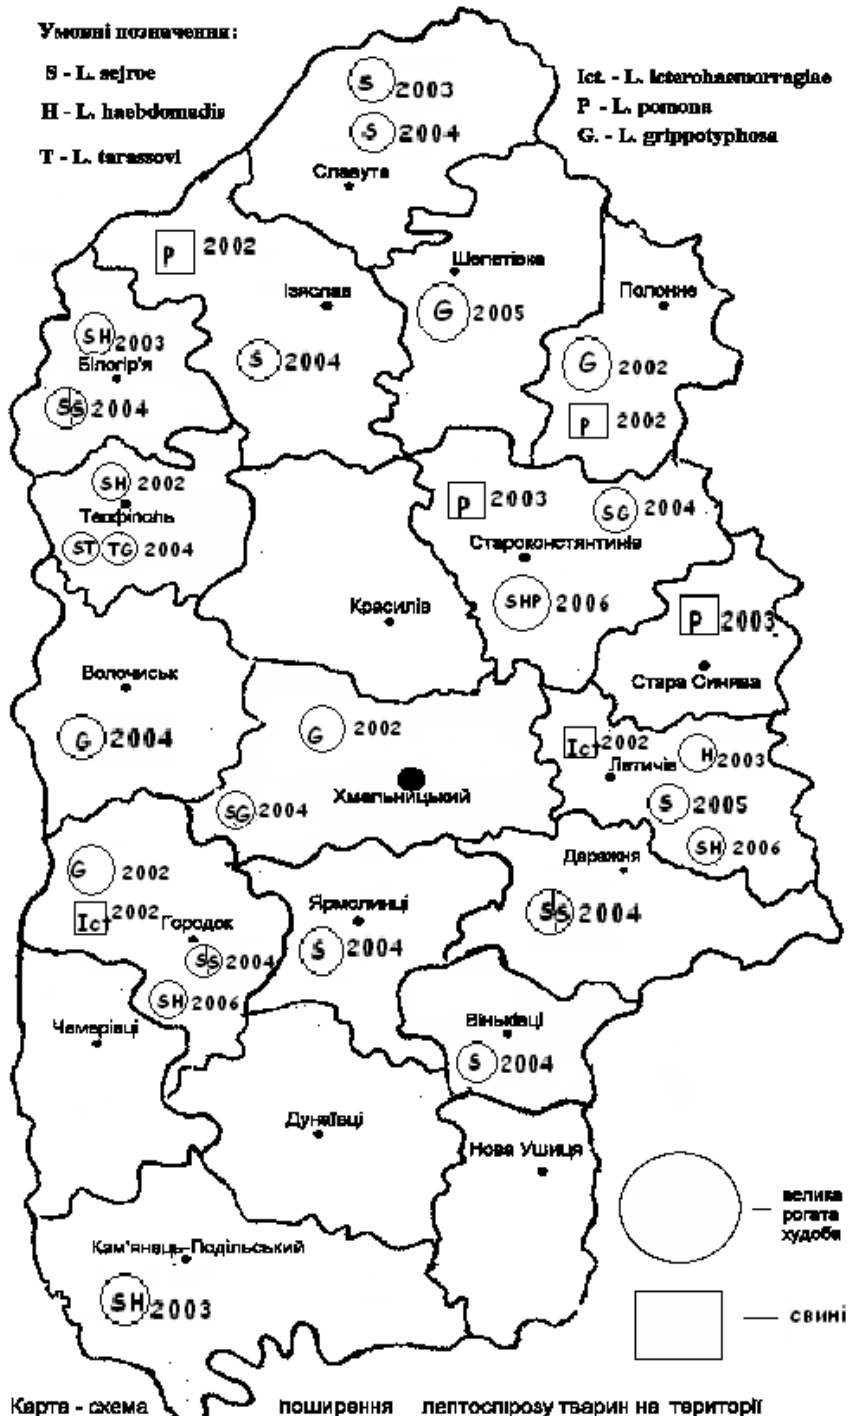 Умовні позначення:
S - L. sejroe
H - L. haebdomadis
T - L. tarassovi
Ict. - L. icterohaemorragiae
P - L. pomona
G. - L. grippotyphosa
S 2003
S 2004
Славута
P 2002
Ізяслав
S 2004
Шепетівка
G 2005
Полонне
G 2002
P 2002
SH 2003
Білогір'я
SS 2004
SH 2002
Теофіполь
ST TG 2004
P 2003
SG 2004
Староконстянтинів
SHP 2006
Красилів
P 2003
Стара Синява
Волочиськ
G 2004
G 2002
Хмельницький
SG 2004
Ict 2002
H 2003
Летичів
S 2005
SH 2006
G 2002
Ict 2002
Городок
SS 2004
SH 2006
Ярмолинці
S 2004
Деражня
SS 2004
Чемерівці
Віньківці
S 2004
Дунаївці
Нова Ушиця
Кам'янець-Подільський
SH 2003
— велика
рогата
худоба
— свині
Карта - схема поширення лептоспірозу тварин на території